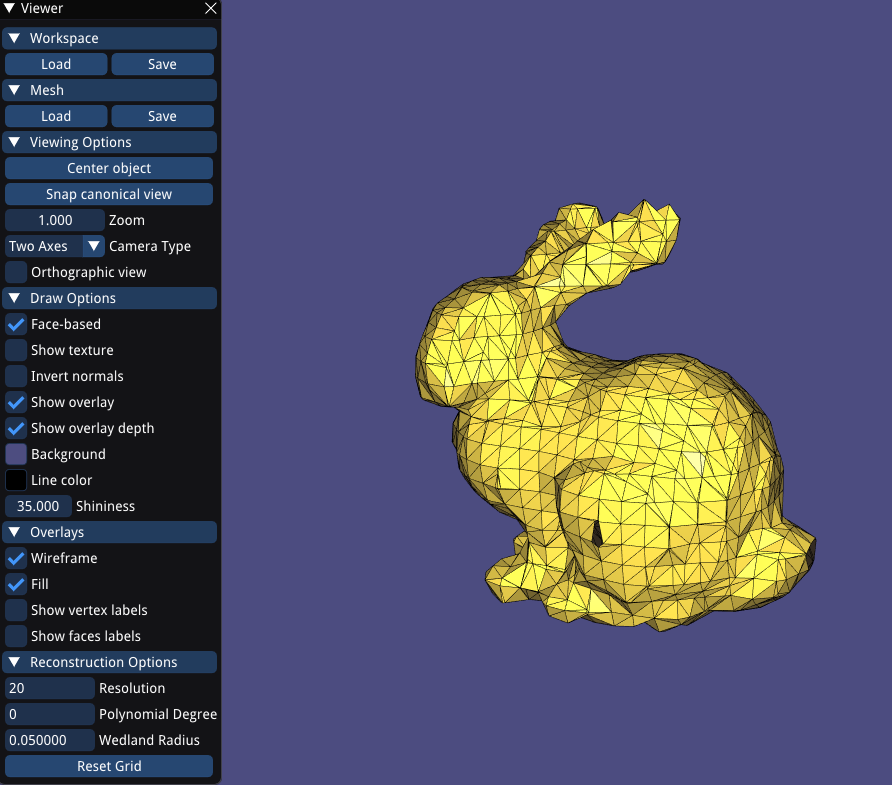 Viewer
Workspace
Load Save
Mesh
Load Save
Viewing Options
Center object
Snap canonical view
1.000 Zoom
Two Axes Camera Type
Orthographic view
Draw Options
Face-based
Show texture
Invert normals
Show overlay
Show overlay depth
Background
Line color
35.000 Shininess
Overlays
Wireframe
Fill
Show vertex labels
Show faces labels
Reconstruction Options
20 Resolution
0 Polynomial Degree
0.050000 Wedland Radius
Reset Grid